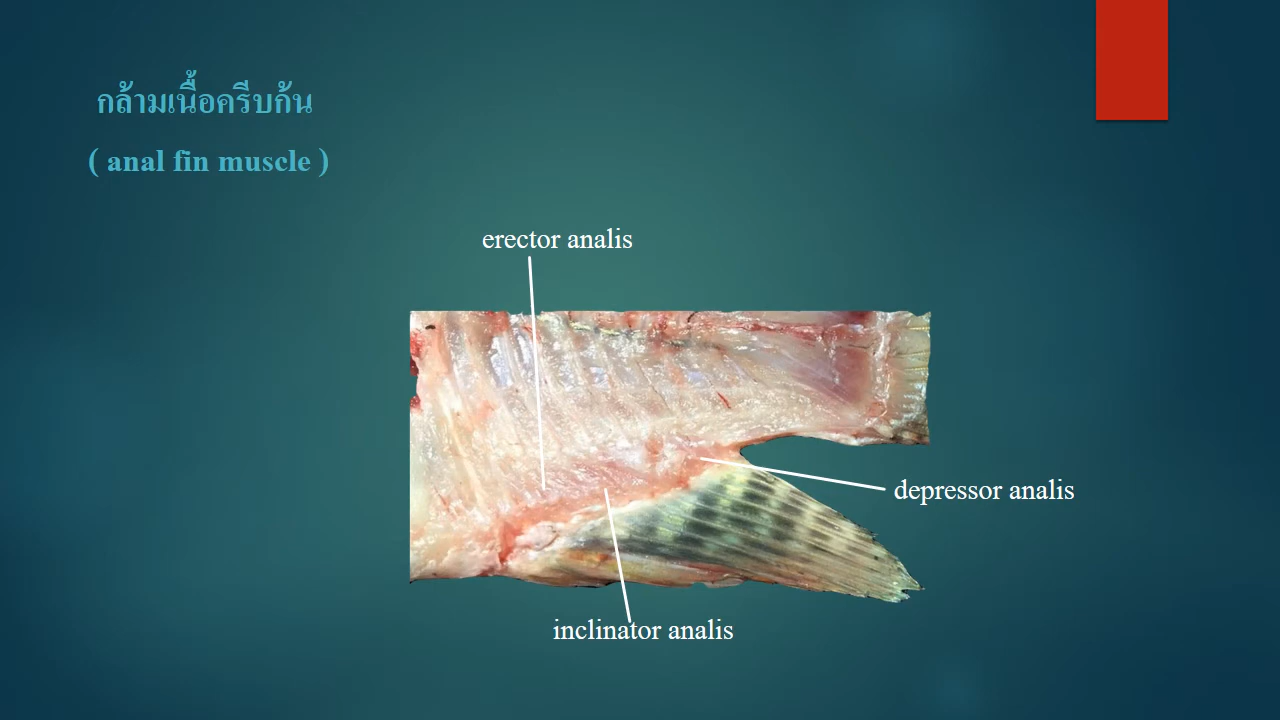 กล้ามเนื้อครีบก้น
( anal fin muscle )
erector analis
depressor analis
inclinator analis